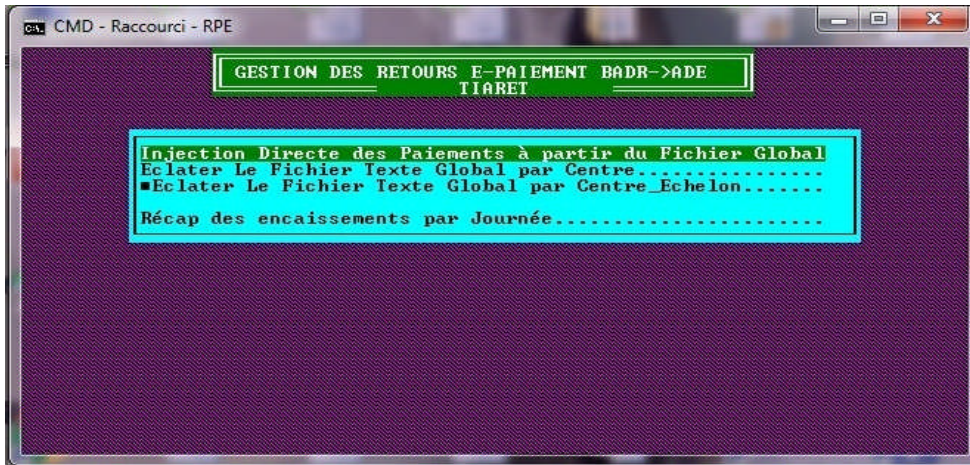 CMD - Raccourci - RPE
GESTION DES RETOURS E-PAIEMENT BADR->ADE
TIARET
Injection Directe des Paiements à partir du Fichier Global
Eclater Le Fichier Texte Global par Centre................
■Eclater Le Fichier Texte Global par Centre_Echelon.......
Récap des encaissements par Journée.......................